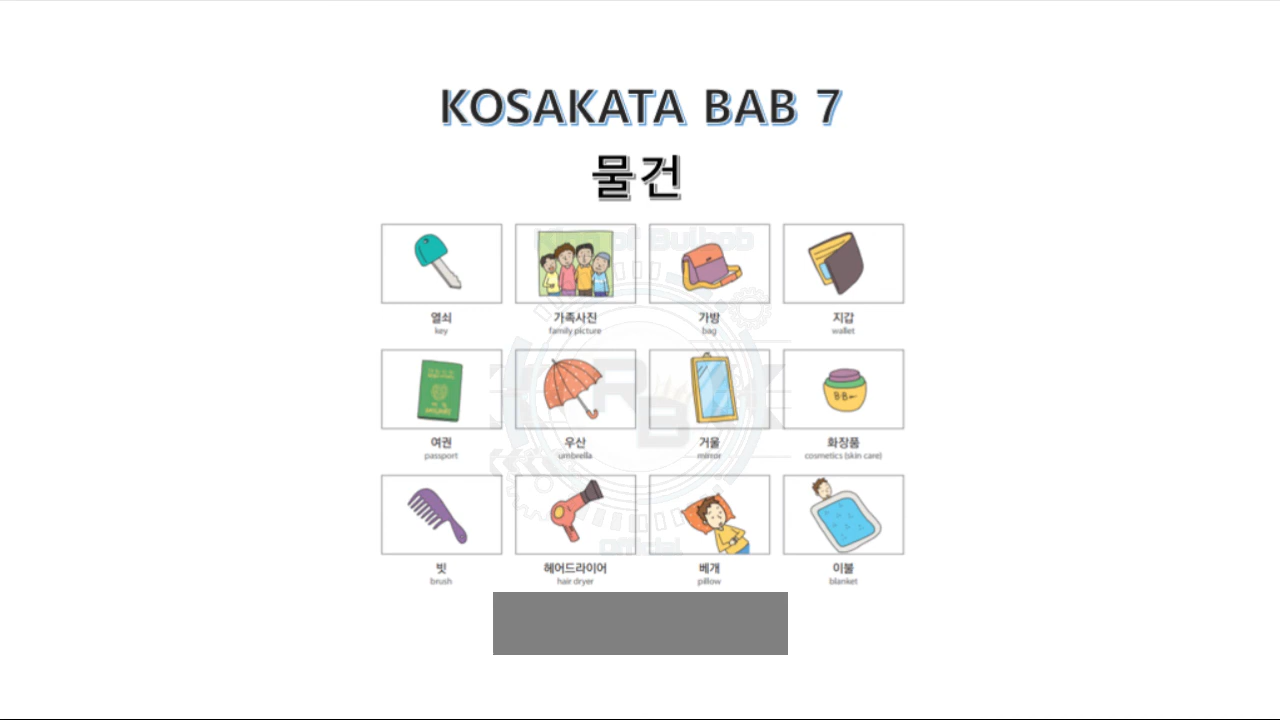 KOSAKATA BAB 7
물건
열쇠 가족사진 가방 지갑
key family picture bag wallet
여권 우산 거울 화장품
passport umbrella mirror cosmetics (skin care)
빗 헤어드라이어 베개 이불
brush hair dryer pillow blanket